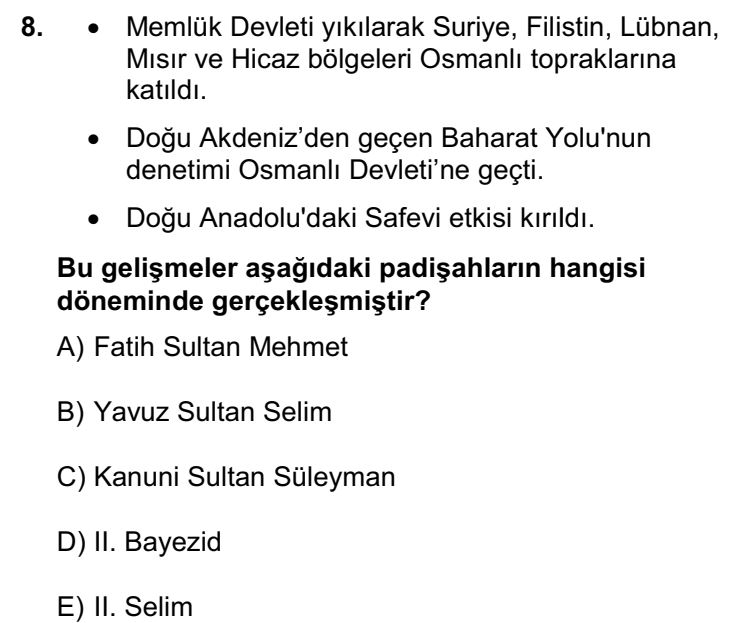 8. • Memlük Devleti yıkılarak Suriye, Filistin, Lübnan,
Mısır ve Hicaz bölgeleri Osmanlı topraklarına
katıldı.
• Doğu Akdeniz’den geçen Baharat Yolu'nun
denetimi Osmanlı Devleti’ne geçti.
• Doğu Anadolu'daki Safevi etkisi kırıldı.
Bu gelişmeler aşağıdaki padişahların hangisi
döneminde gerçekleşmiştir?
A) Fatih Sultan Mehmet
B) Yavuz Sultan Selim
C) Kanuni Sultan Süleyman
D) II. Bayezid
E) II. Selim